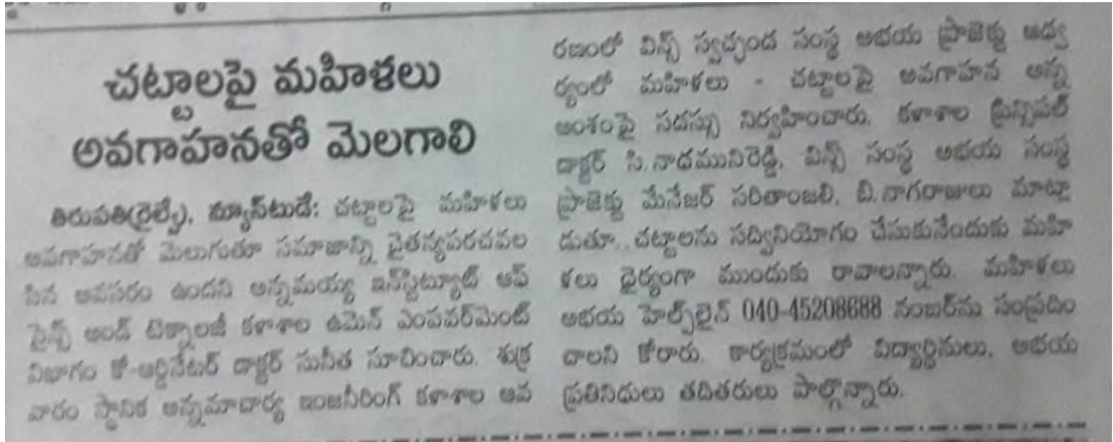 చట్టాలపై మహిళలు
అవగాహనతో మెలగాలి
తిరుపతి(రైల్వే), న్యూస్‌టుడే: చట్టాలపై మహిళలు
అవగాహనతో మెలుగుతూ సమాజాన్ని చైతన్యపరచవల
సిన అవసరం ఉందని అన్నమయ్య ఇన్‌స్టిట్యూట్ ఆఫ్
సైన్స్ అండ్ టెక్నాలజీ కళాశాల ఉమెన్ ఎంపవర్‌మెంట్
విభాగం కో-ఆర్డినేటర్ డాక్టర్ సునీత సూచించారు. శుక్ర
వారం స్థానిక అన్నమాచార్య ఇంజనీరింగ్ కళాశాల ఆవ
రణంలో విన్స్ స్వచ్ఛంద సంస్థ అభయ ప్రాజెక్టు ఆధ్వ
ర్యంలో మహిళలు - చట్టాలపై అవగాహన అన్న
అంశంపై సదస్సు నిర్వహించారు. కళాశాల ప్రిన్సిపల్
డాక్టర్ సి.నాధమునిరెడ్డి, విన్స్ సంస్థ అభయ సంస్థ
ప్రాజెక్టు మేనేజర్ సరితాంజలి, బి.నాగరాజులు మాట్లా
డుతూ.. చట్టాలను సద్వినియోగం చేసుకునేందుకు మహి
ళలు ధైర్యంగా ముందుకు రావాలన్నారు. మహిళలు
అభయ హెల్ప్‌లైన్ 040-45208688 నంబర్‌ను సంప్రదిం
చాలని కోరారు. కార్యక్రమంలో విద్యార్థినులు, అభయ
ప్రతినిధులు తదితరులు పాల్గొన్నారు.